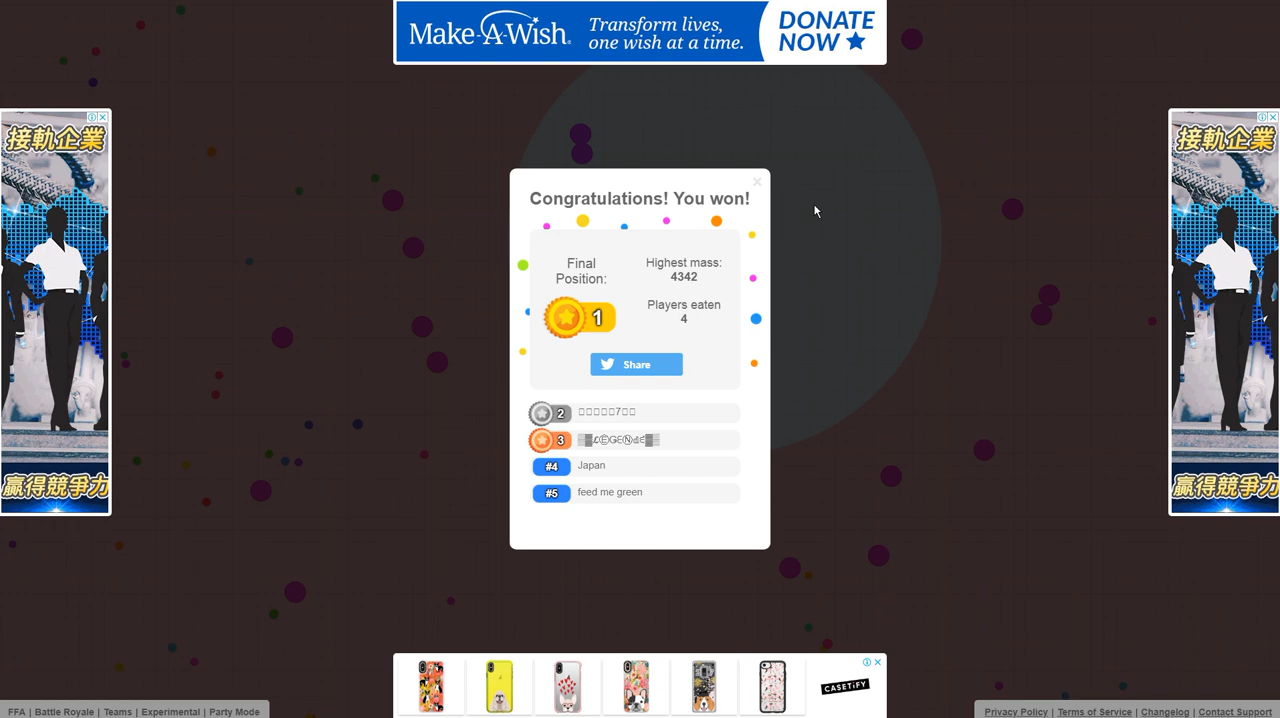 Make-A-Wish.
Transform lives,
one wish at a time.
DONATE
NOW
接軌企業
贏得競爭力
接軌企業
贏得競爭力
Congratulations! You won!
Final
Position:
1
Highest mass:
4342
Players eaten
4
Share
2 □□□□□7□□
3 ▒▓ℒⒺGЄⓃⅆЄ▓▒
#4 Japan
#5 feed me green
CASETiFY
FFA | Battle Royale | Teams | Experimental | Party Mode
Privacy Policy | Terms of Service | Changelog | Contact Support